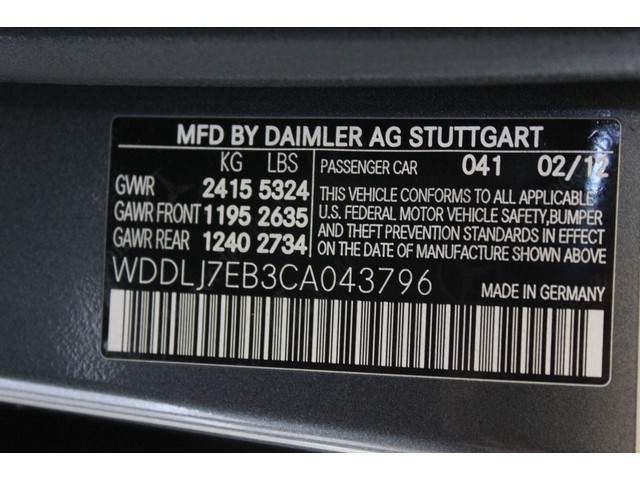 MFD BY DAIMLER AG STUTTGART
KG LBS
GVWR 2415 5324
GAWR FRONT 1195 2635
GAWR REAR 1240 2734
PASSENGER CAR 041 02/12
THIS VEHICLE CONFORMS TO ALL APPLICABLE
U.S. FEDERAL MOTOR VEHICLE SAFETY,BUMPER
AND THEFT PREVENTION STANDARDS IN EFFECT
ON THE DATE OF MANUFACTURE SHOWN ABOVE
WDDLJ7EB3CA043796
MADE IN GERMANY